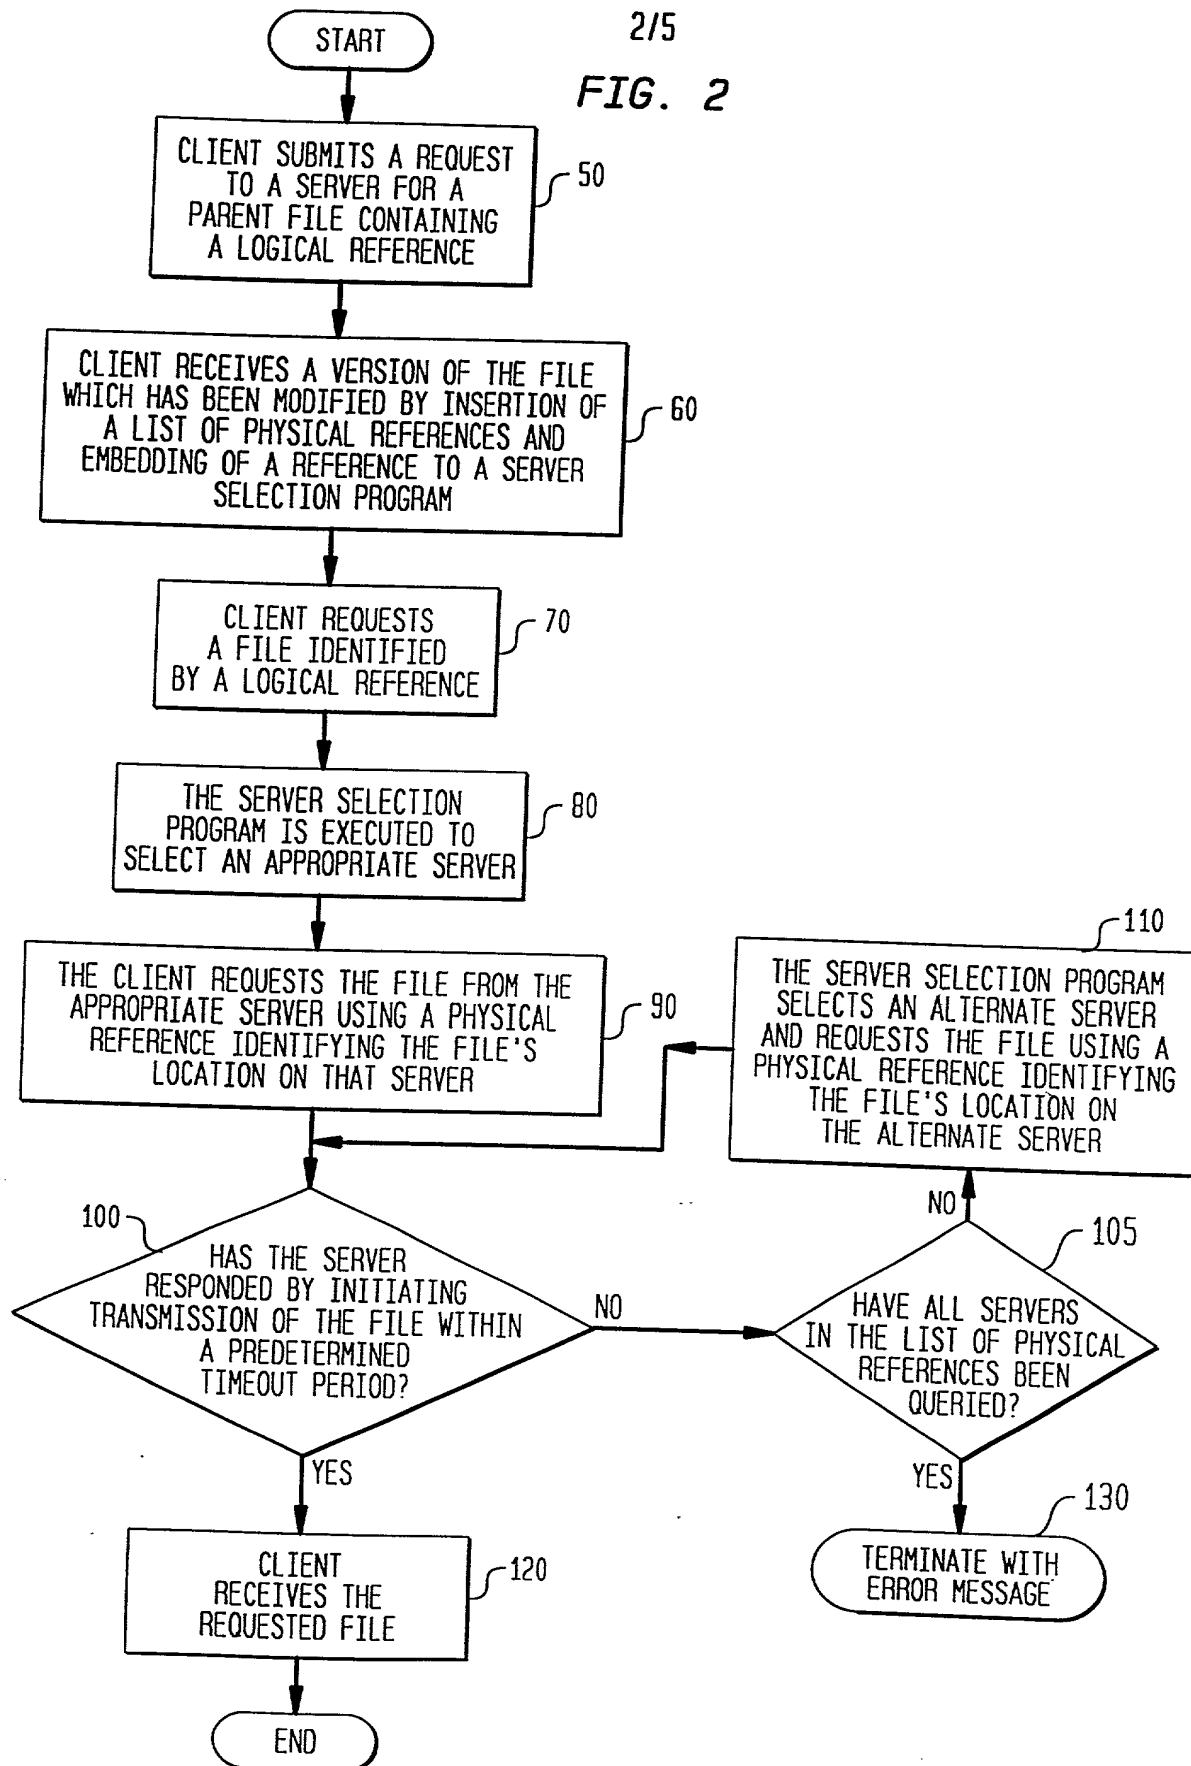 START
2/5
FIG. 2
CLIENT SUBMITS A REQUEST
TO A SERVER FOR A
PARENT FILE CONTAINING
A LOGICAL REFERENCE
50
CLIENT RECEIVES A VERSION OF THE FILE
WHICH HAS BEEN MODIFIED BY INSERTION OF
A LIST OF PHYSICAL REFERENCES AND
EMBEDDING OF A REFERENCE TO A SERVER
SELECTION PROGRAM
60
CLIENT REQUESTS
A FILE IDENTIFIED
BY A LOGICAL REFERENCE
70
THE SERVER SELECTION
PROGRAM IS EXECUTED TO
SELECT AN APPROPRIATE SERVER
80
THE CLIENT REQUESTS THE FILE FROM THE
APPROPRIATE SERVER USING A PHYSICAL
REFERENCE IDENTIFYING THE FILE'S
LOCATION ON THAT SERVER
90
110
THE SERVER SELECTION PROGRAM
SELECTS AN ALTERNATE SERVER
AND REQUESTS THE FILE USING A
PHYSICAL REFERENCE IDENTIFYING
THE FILE'S LOCATION ON
THE ALTERNATE SERVER
100
HAS THE SERVER
RESPONDED BY INITIATING
TRANSMISSION OF THE FILE WITHIN
A PREDETERMINED
TIMEOUT PERIOD?
NO
NO
105
HAVE ALL SERVERS
IN THE LIST OF PHYSICAL
REFERENCES BEEN
QUERIED?
YES
YES
130
TERMINATE WITH
ERROR MESSAGE
CLIENT
RECEIVES THE
REQUESTED FILE
120
END